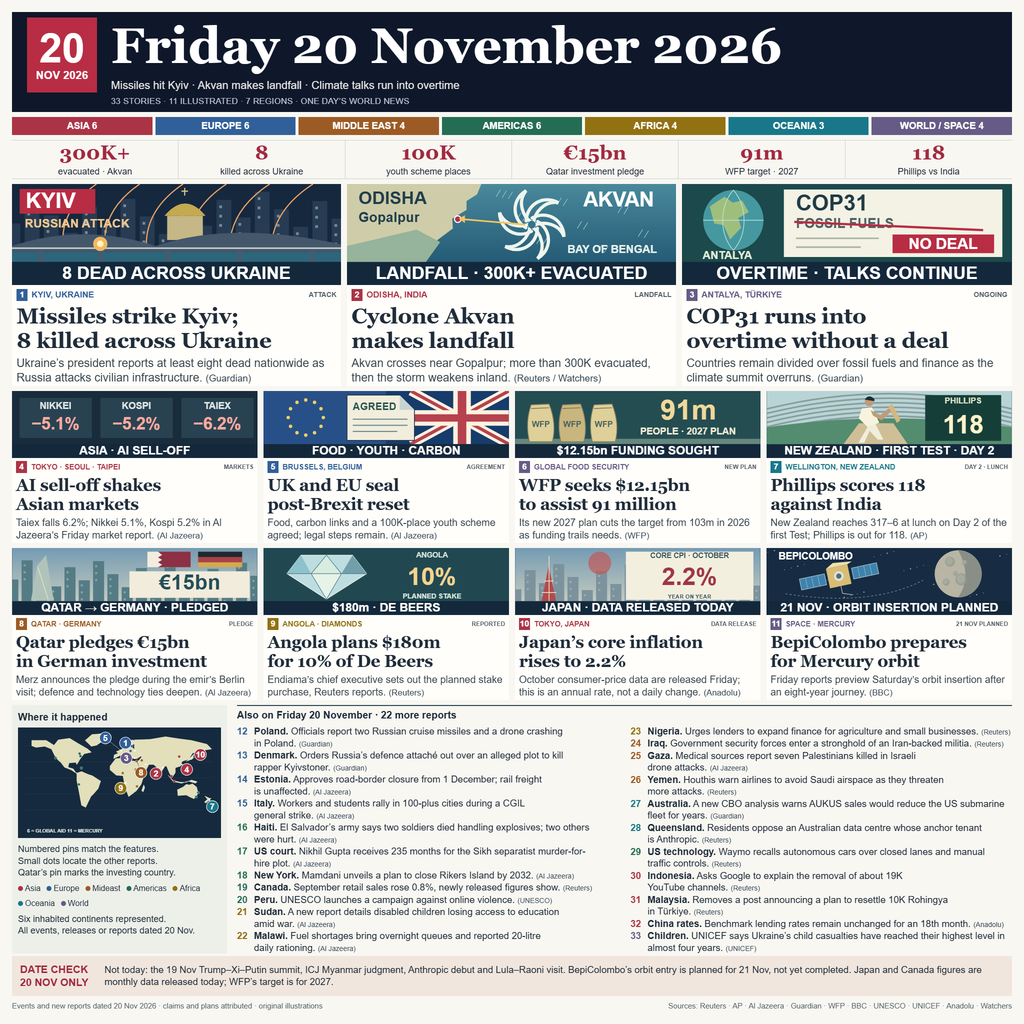 20
NOV 2026
Friday 20 November 2026
Missiles hit Kyiv · Akvan makes landfall · Climate talks run into overtime
33 STORIES · 11 ILLUSTRATED · 7 REGIONS · ONE DAY'S WORLD NEWS
ASIA 6
EUROPE 6
MIDDLE EAST 4
AMERICAS 6
AFRICA 4
OCEANIA 3
WORLD / SPACE 4
300K+
evacuated · Akvan
8
killed across Ukraine
100K
youth scheme places
€15bn
Qatar investment pledge
91m
WFP target · 2027
118
Phillips vs India
KYIV
RUSSIAN ATTACK
8 DEAD ACROSS UKRAINE
1 KYIV, UKRAINE
ATTACK
Missiles strike Kyiv;
8 killed across Ukraine
Ukraine's president reports at least eight dead nationwide as
Russia attacks civilian infrastructure. (Guardian)
ODISHA
Gopalpur
AKVAN
BAY OF BENGAL
LANDFALL · 300K+ EVACUATED
2 ODISHA, INDIA
LANDFALL
Cyclone Akvan
makes landfall
Akvan crosses near Gopalpur; more than 300K evacuated,
then the storm weakens inland. (Reuters / Watchers)
COP31
FOSSIL FUELS
NO DEAL
ANTALYA
OVERTIME · TALKS CONTINUE
3 ANTALYA, TÜRKIYE
ONGOING
COP31 runs into
overtime without a deal
Countries remain divided over fossil fuels and finance as the
climate summit overruns. (Guardian)
NIKKEI
−5.1%
KOSPI
−5.2%
TAIEX
−6.2%
ASIA · AI SELL-OFF
4 TOKYO · SEOUL · TAIPEI
MARKETS
AI sell-off shakes
Asian markets
Taiex falls 6.2%; Nikkei 5.1%, Kospi 5.2% in Al
Jazeera's Friday market report. (Al Jazeera)
AGREED
FOOD · YOUTH · CARBON
5 BRUSSELS, BELGIUM
AGREEMENT
UK and EU seal
post-Brexit reset
Food, carbon links and a 100K-place youth scheme
agreed; legal steps remain. (Al Jazeera)
WFP
WFP
WFP
91m
PEOPLE · 2027 PLAN
$12.15bn FUNDING SOUGHT
6 GLOBAL FOOD SECURITY
NEW PLAN
WFP seeks $12.15bn
to assist 91 million
Its new 2027 plan cuts the target from 103m in 2026
as funding trails needs. (WFP)
PHILLIPS
118
NEW ZEALAND · FIRST TEST · DAY 2
7 WELLINGTON, NEW ZEALAND
DAY 2 · LUNCH
Phillips scores 118
against India
New Zealand reaches 317–6 at lunch on Day 2 of the
first Test; Phillips is out for 118. (AP)
€15bn
QATAR → GERMANY · PLEDGED
8 QATAR · GERMANY
PLEDGE
Qatar pledges €15bn
in German investment
Merz announces the pledge during the emir's Berlin
visit; defence and technology ties deepen. (Al Jazeera)
ANGOLA
10%
PLANNED STAKE
$180m · DE BEERS
9 ANGOLA · DIAMONDS
REPORTED
Angola plans $180m
for 10% of De Beers
Endiama's chief executive sets out the planned stake
purchase, Reuters reports. (Reuters)
CORE CPI · OCTOBER
2.2%
YEAR ON YEAR
JAPAN · DATA RELEASED TODAY
10 TOKYO, JAPAN
DATA RELEASE
Japan's core inflation
rises to 2.2%
October consumer-price data are released Friday;
this is an annual rate, not a daily change. (Anadolu)
BEPICOLOMBO
21 NOV · ORBIT INSERTION PLANNED
11 SPACE · MERCURY
21 NOV PLANNED
BepiColombo prepares
for Mercury orbit
Friday reports preview Saturday's orbit insertion after
an eight-year journey. (BBC)
Where it happened
5
1
3
10
8
2
4
9
7
6 = GLOBAL AID 11 = MERCURY
Numbered pins match the features.
Small dots locate the other reports.
Qatar's pin marks the investing country.
Asia Europe Mideast Americas Africa
Oceania World
Six inhabited continents represented.
All events, releases or reports dated 20 Nov.
Also on Friday 20 November · 22 more reports
12 Poland. Officials report two Russian cruise missiles and a drone crashing
in Poland. (Guardian)
13 Denmark. Orders Russia's defence attaché out over an alleged plot to kill
rapper Kivstoner. (Guardian)
14 Estonia. Approves road-border closure from 1 December; rail freight
is unaffected. (Al Jazeera)
15 Italy. Workers and students rally in 100-plus cities during a CGIL
general strike. (Al Jazeera)
16 Haiti. El Salvador's army says two soldiers died handling explosives; two others
were hurt. (Al Jazeera)
17 US court. Nikhil Gupta receives 235 months for the Sikh separatist murder-for-
hire plot. (Al Jazeera)
18 New York. Mamdani unveils a plan to close Rikers Island by 2032. (Al Jazeera)
19 Canada. September retail sales rose 0.8%, newly released figures show. (Reuters)
20 Peru. UNESCO launches a campaign against online violence. (UNESCO)
21 Sudan. A new report details disabled children losing access to education
amid war. (Al Jazeera)
22 Malawi. Fuel shortages bring overnight queues and reported 20-litre
daily rationing. (Al Jazeera)
23 Nigeria. Urges lenders to expand finance for agriculture and small businesses. (Reuters)
24 Iraq. Government security forces enter a stronghold of an Iran-backed militia. (Reuters)
25 Gaza. Medical sources report seven Palestinians killed in Israeli
drone attacks. (Al Jazeera)
26 Yemen. Houthis warn airlines to avoid Saudi airspace as they threaten
more attacks. (Reuters)
27 Australia. A new CBO analysis warns AUKUS sales would reduce the US submarine
fleet for years. (Guardian)
28 Queensland. Residents oppose an Australian data centre whose anchor tenant
is Anthropic. (Reuters)
29 US technology. Waymo recalls autonomous cars over closed lanes and manual
traffic controls. (Reuters)
30 Indonesia. Asks Google to explain the removal of about 19K
YouTube channels. (Reuters)
31 Malaysia. Removes a post announcing a plan to resettle 10K Rohingya
in Türkiye. (Reuters)
32 China rates. Benchmark lending rates remain unchanged for an 18th month. (Anadolu)
33 Children. UNICEF says Ukraine's child casualties have reached their highest level in
almost four years. (UNICEF)
DATE CHECK
20 NOV ONLY
Not today: the 19 Nov Trump–Xi–Putin summit, ICJ Myanmar judgment, Anthropic debut and Lula–Raoni visit. BepiColombo's orbit entry is planned for 21 Nov, not yet completed. Japan and Canada figures are
monthly data released today; WFP's target is for 2027.
Events and new reports dated 20 Nov 2026 · claims and plans attributed · original illustrations
Sources: Reuters · AP · Al Jazeera · Guardian · WFP · BBC · UNESCO · UNICEF · Anadolu · Watchers